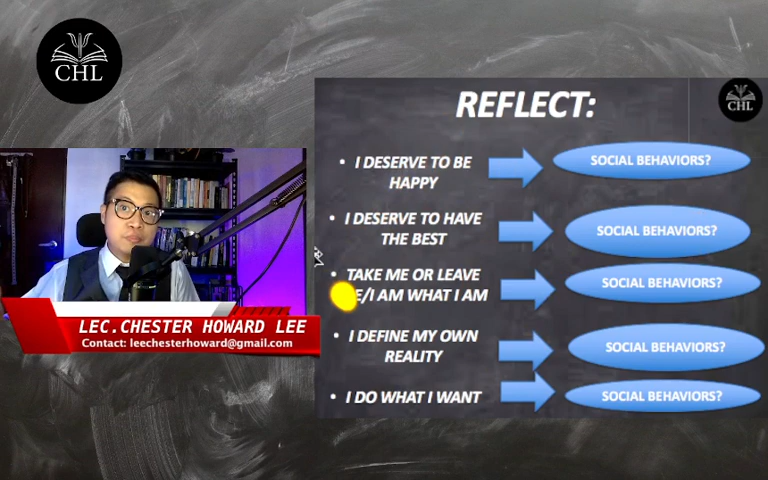 CHL
REFLECT:
CHL
• I DESERVE TO BE
HAPPY
SOCIAL BEHAVIORS?
• I DESERVE TO HAVE
THE BEST
SOCIAL BEHAVIORS?
• TAKE ME OR LEAVE
E/I AM WHAT I AM
SOCIAL BEHAVIORS?
• I DEFINE MY OWN
REALITY
SOCIAL BEHAVIORS?
• I DO WHAT I WANT
SOCIAL BEHAVIORS?
LEC.CHESTER HOWARD LEE
Contact: leechesterhoward@gmail.com